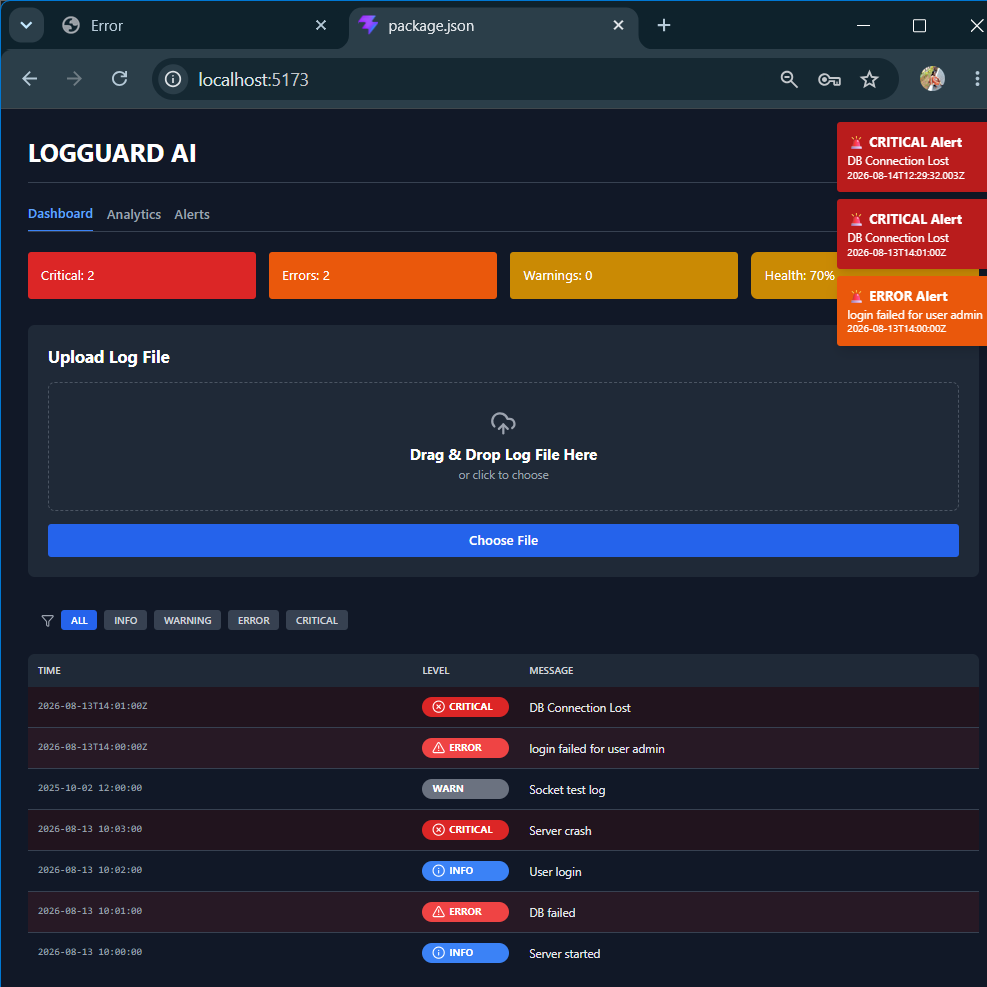 Error
package.json
localhost:5173
LOGGUARD AI
Dashboard Analytics Alerts
Critical: 2
Errors: 2
Warnings: 0
Health: 70%
CRITICAL Alert
DB Connection Lost
2026-08-14T12:29:32.003Z
CRITICAL Alert
DB Connection Lost
2026-08-13T14:01:00Z
ERROR Alert
login failed for user admin
2026-08-13T14:00:00Z
Upload Log File
Drag & Drop Log File Here
or click to choose
Choose File
ALL INFO WARNING ERROR CRITICAL
TIME LEVEL MESSAGE
2026-08-13T14:01:00Z CRITICAL DB Connection Lost
2026-08-13T14:00:00Z ERROR login failed for user admin
2025-10-02 12:00:00 WARN Socket test log
2026-08-13 10:03:00 CRITICAL Server crash
2026-08-13 10:02:00 INFO User login
2026-08-13 10:01:00 ERROR DB failed
2026-08-13 10:00:00 INFO Server started